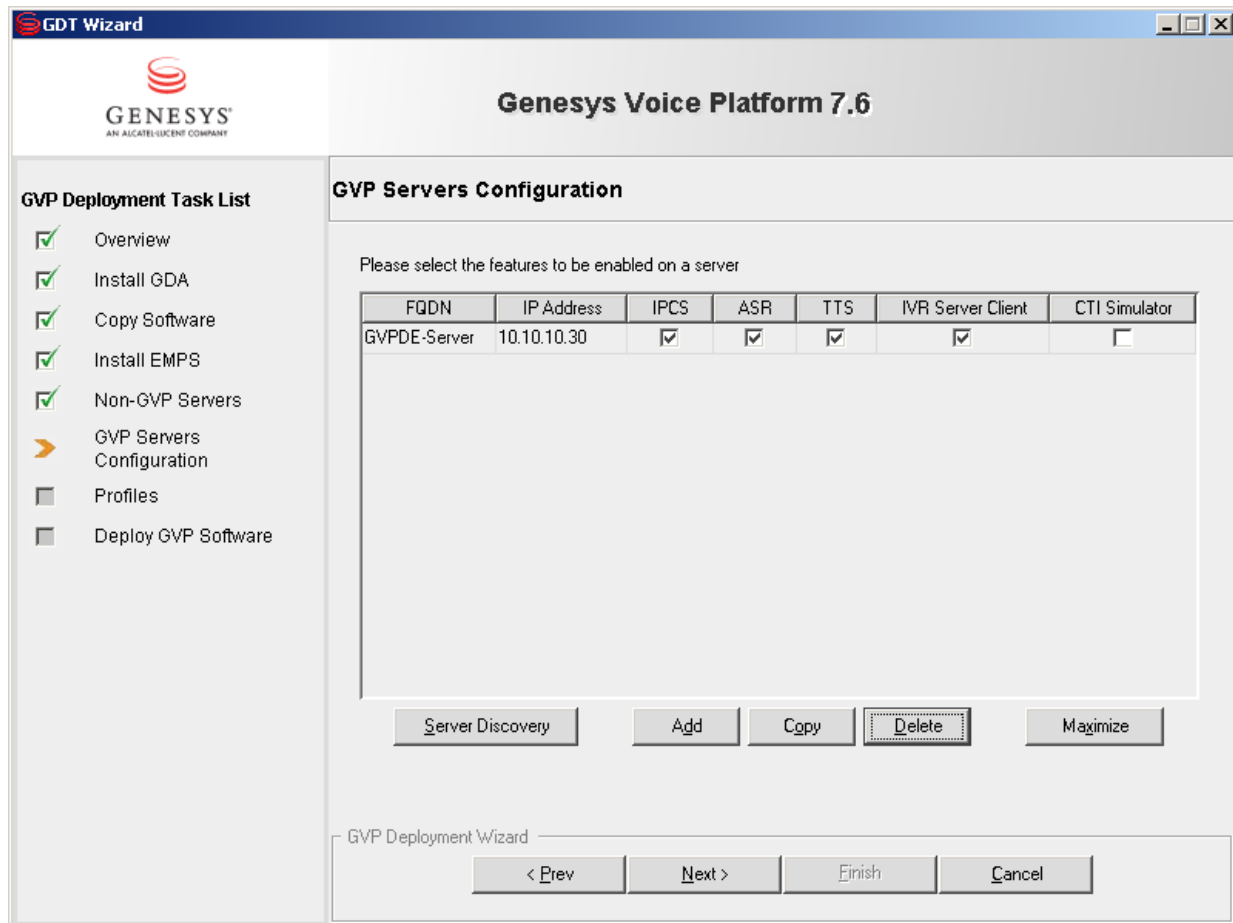 GDT Wizard
GENESYS
AN ALCATEL-LUCENT COMPANY
Genesys Voice Platform 7.6
GVP Deployment Task List
Overview
Install GDA
Copy Software
Install EMPS
Non-GVP Servers
GVP Servers
Configuration
Profiles
Deploy GVP Software
GVP Servers Configuration
Please select the features to be enabled on a server
FQDN IP Address IPCS ASR TTS IVR Server Client CTI Simulator
GVPDE-Server 10.10.10.30
Server Discovery Add Copy Delete Maximize
GVP Deployment Wizard
< Prev Next > Finish Cancel